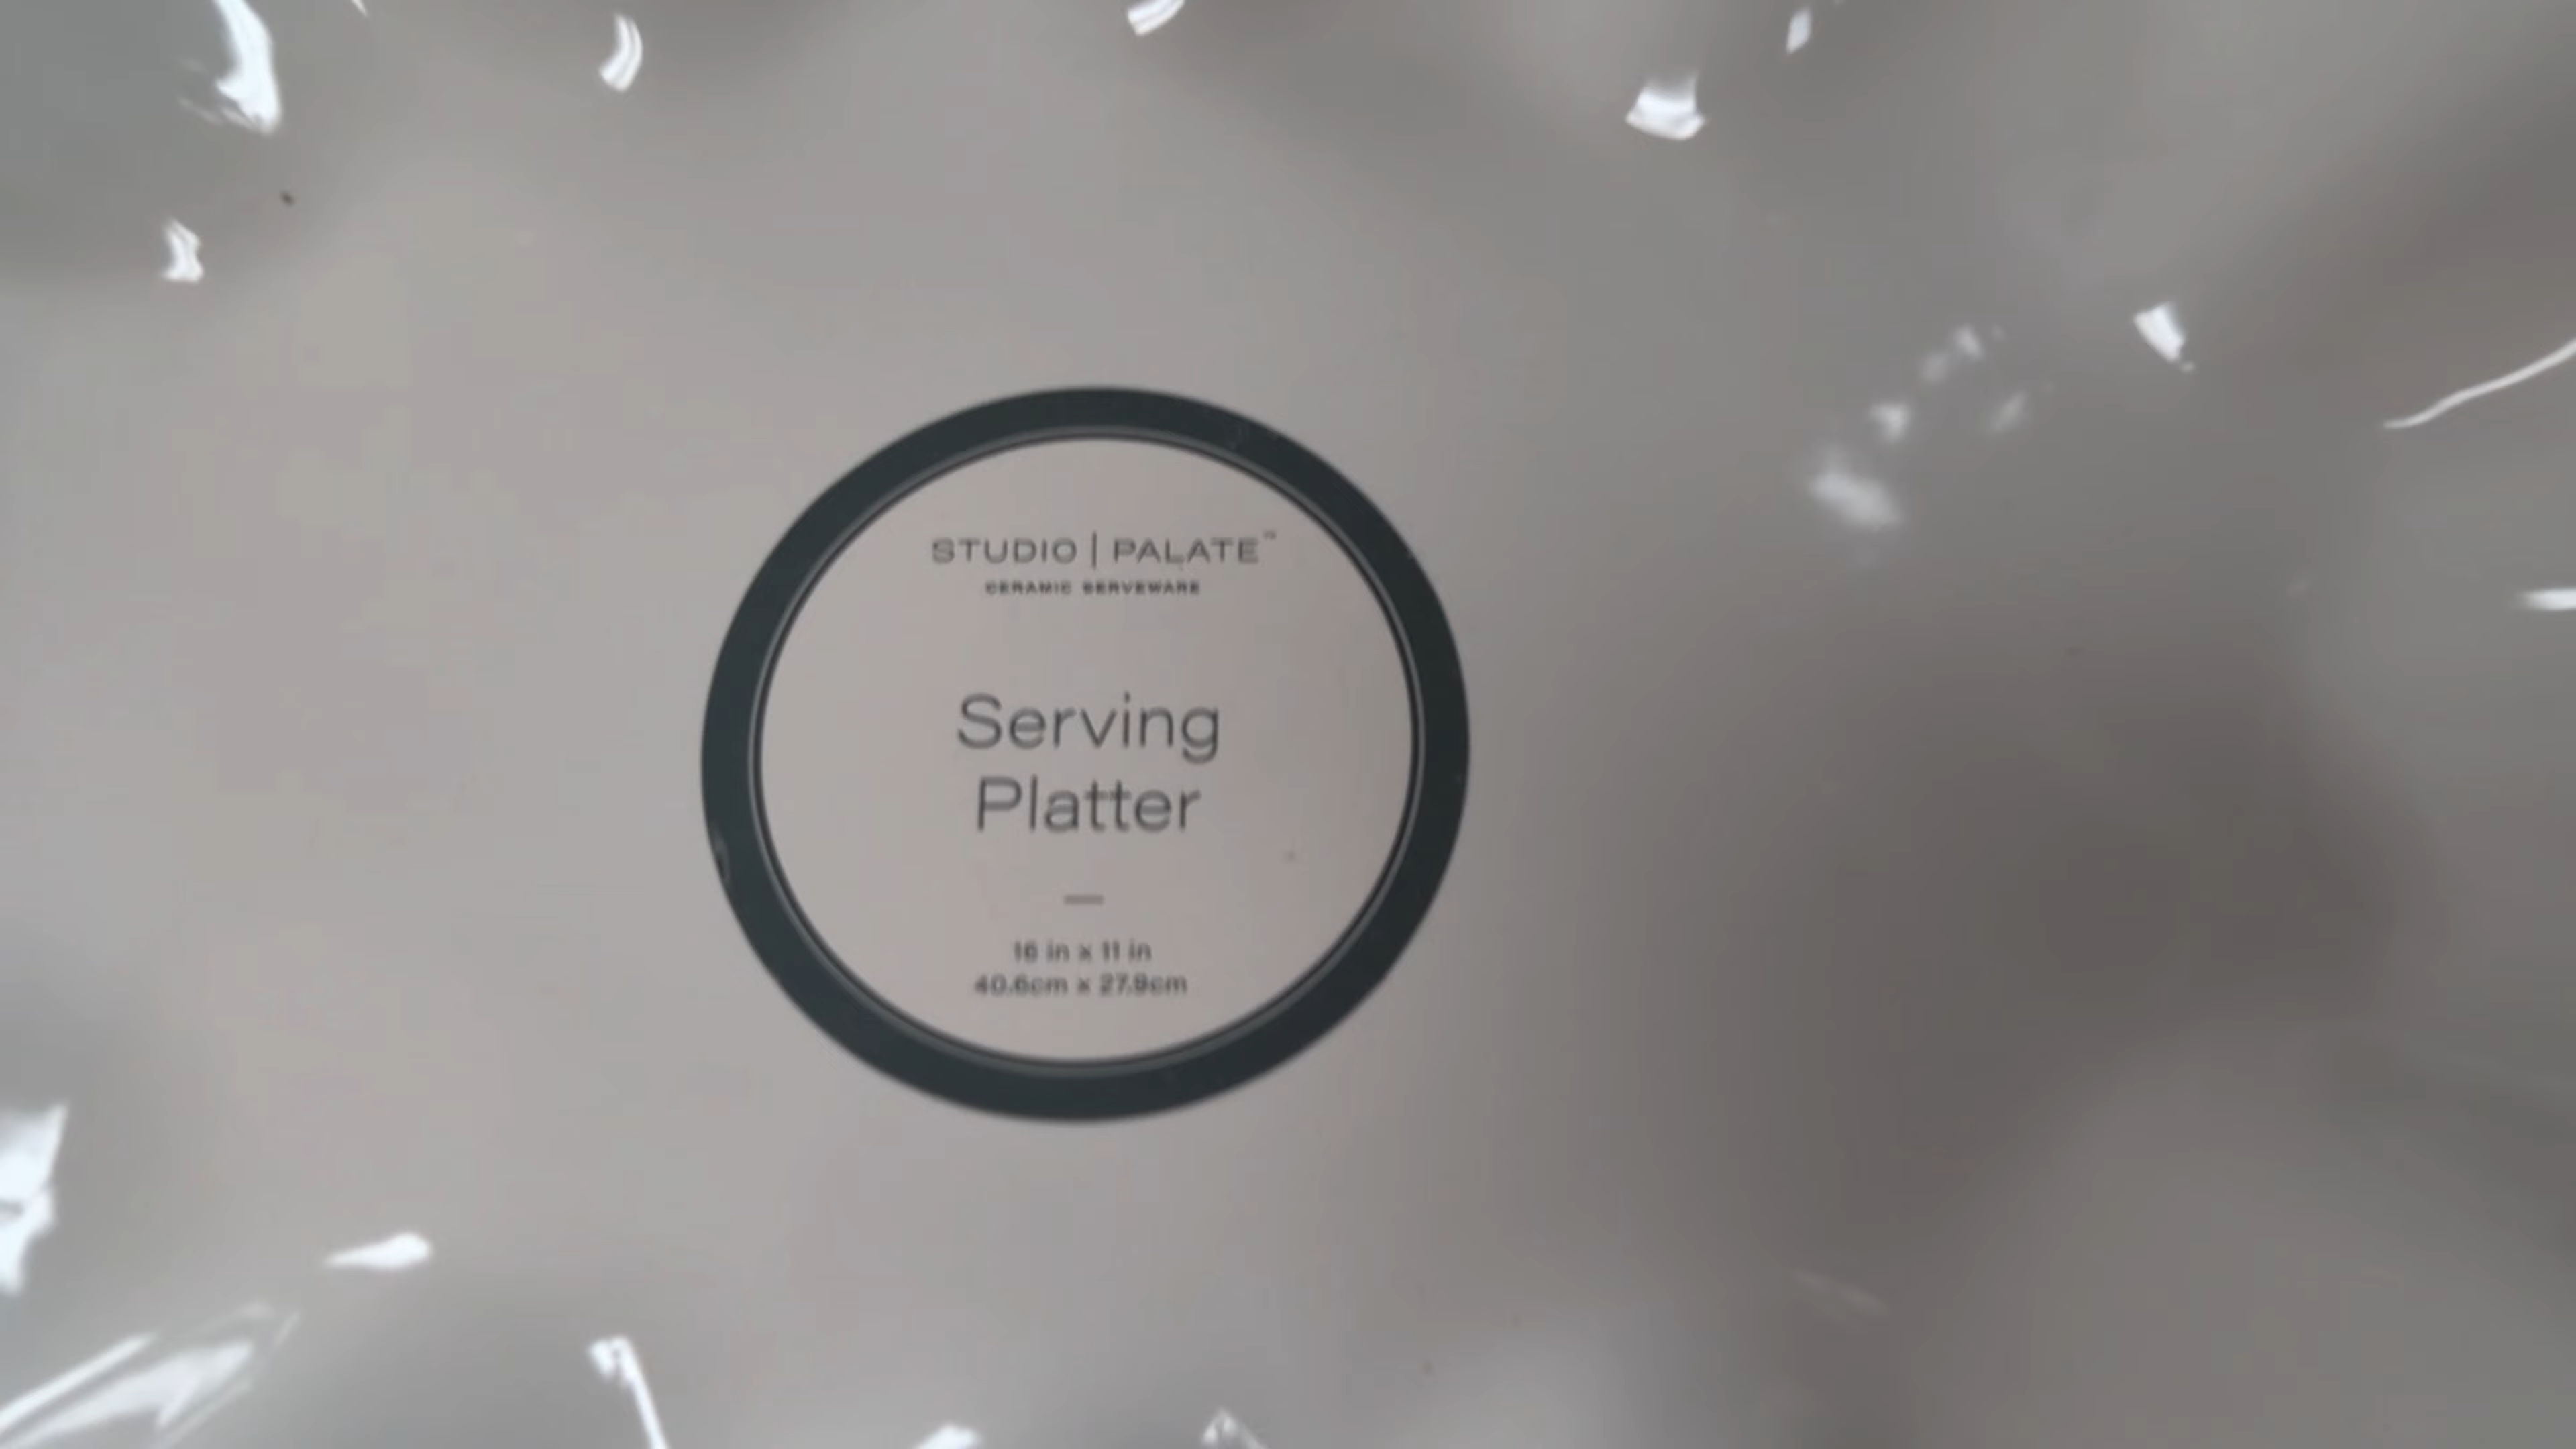 STUDIO | PALATE™
CERAMIC SERVEWARE
Serving
Platter
16 in x 11 in
40.6cm x 27.9cm